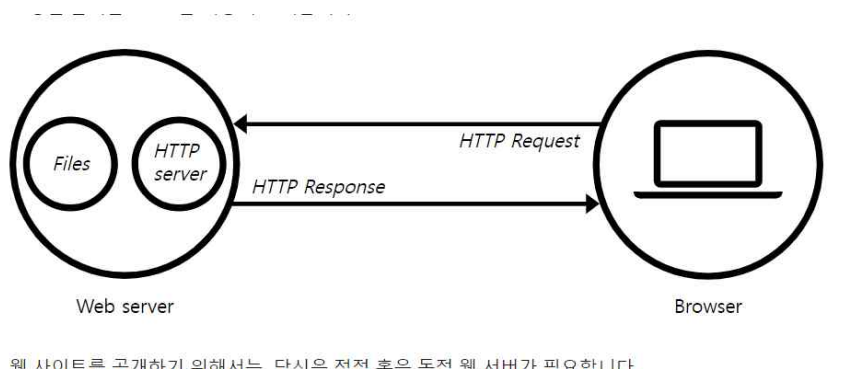 HTTP Request
Files
HTTP
server
HTTP Response
Web server
Browser
웹 사이트를 공개하기 위해서는, 당신은 정적 혹은 동적 웹 서버가 필요합니다